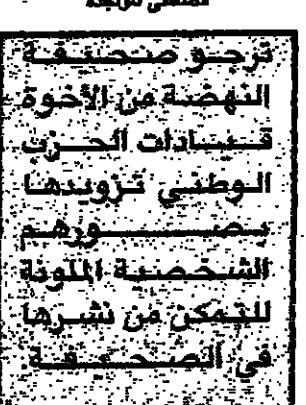 ترجو صحيفة
النهضة من الأخوة
قيادات الحزب
الوطني تزويدها
بصورهم
الشخصية الملونة
للتمكن من نشرها
في الصحيفة.